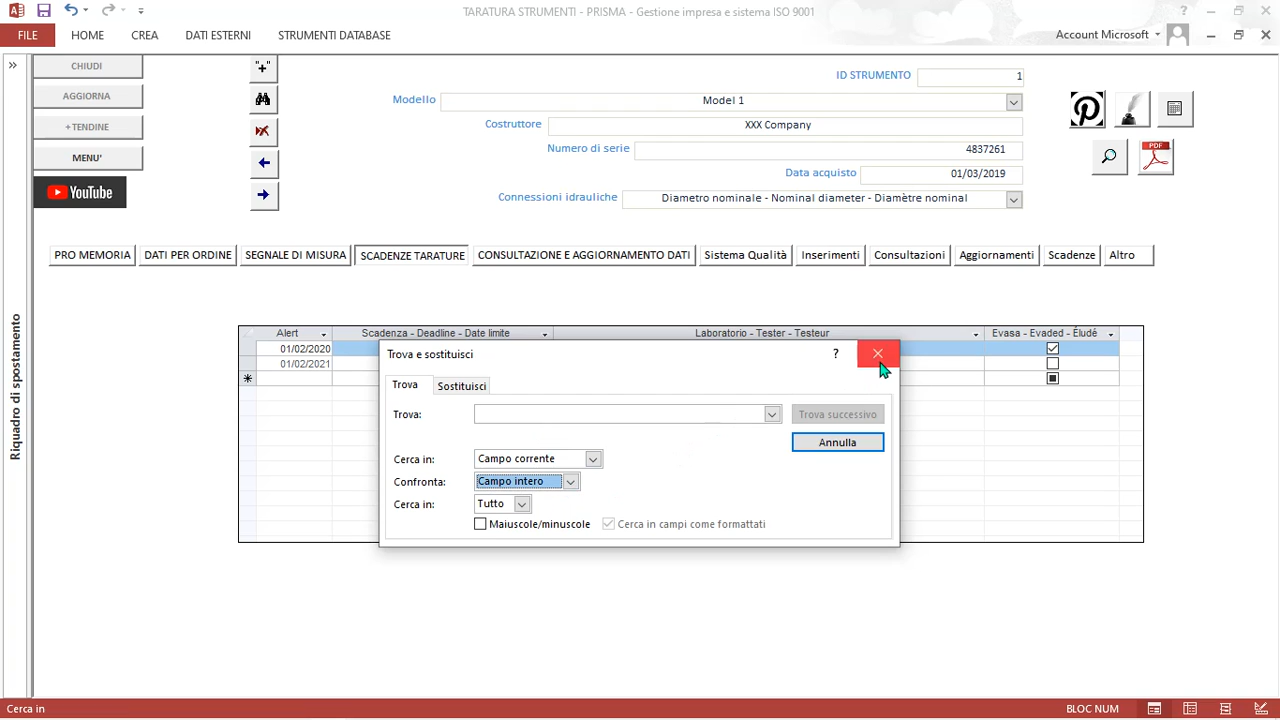 TARATURA STRUMENTI - PRISMA - Gestione impresa e sistema ISO 9001
FILE HOME CREA DATI ESTERNI STRUMENTI DATABASE Account Microsoft
CHIUDI
AGGIORNA
+TENDINE
MENU'
YouTube
"+"
ID STRUMENTO 1
Modello Model 1
Costruttore XXX Company
Numero di serie 4837261
Data acquisto 01/03/2019
Connessioni idrauliche Diametro nominale - Nominal diameter - Diamètre nominal
PDF
PRO MEMORIA DATI PER ORDINE SEGNALE DI MISURA SCADENZE TARATURE CONSULTAZIONE E AGGIORNAMENTO DATI Sistema Qualità Inserimenti Consultazioni Aggiornamenti Scadenze Altro
Riquadro di spostamento
Alert Scadenza - Deadline - Date limite Laboratorio - Tester - Testeur Evasa - Evaded - Éludé
01/02/2020
01/02/2021
Trova e sostituisci ?
Trova Sostituisci
Trova: Trova successivo
Annulla
Cerca in: Campo corrente
Confronta: Campo intero
Cerca in: Tutto
Maiuscole/minuscole Cerca in campi come formattati
Cerca in BLOC NUM